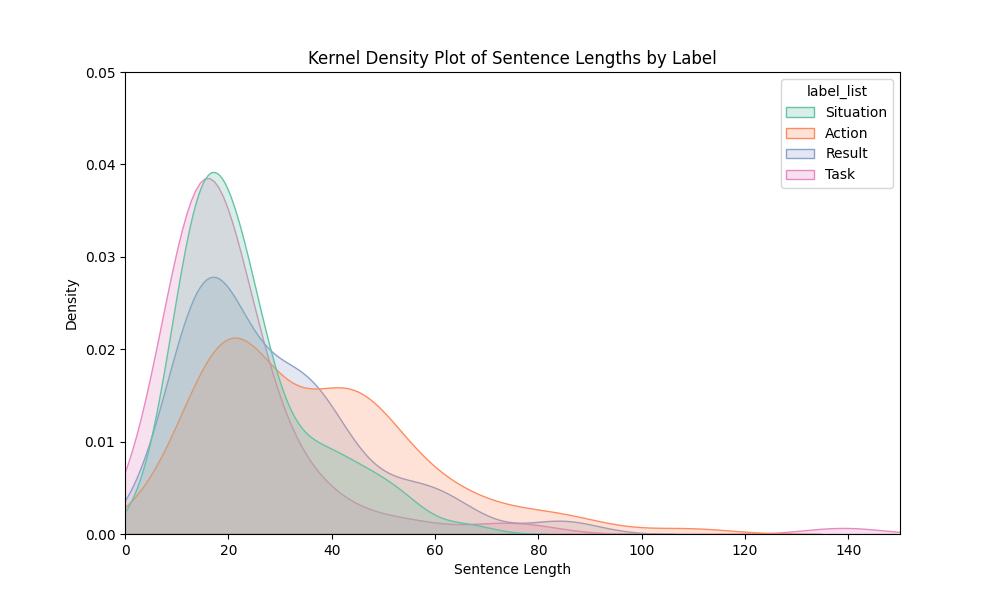 Kernel Density Plot of Sentence Lengths by Label
label_list
Situation
Action
Result
Task
Density
0.05
0.04
0.03
0.02
0.01
0.00
0 20 40 60 80 100 120 140
Sentence Length